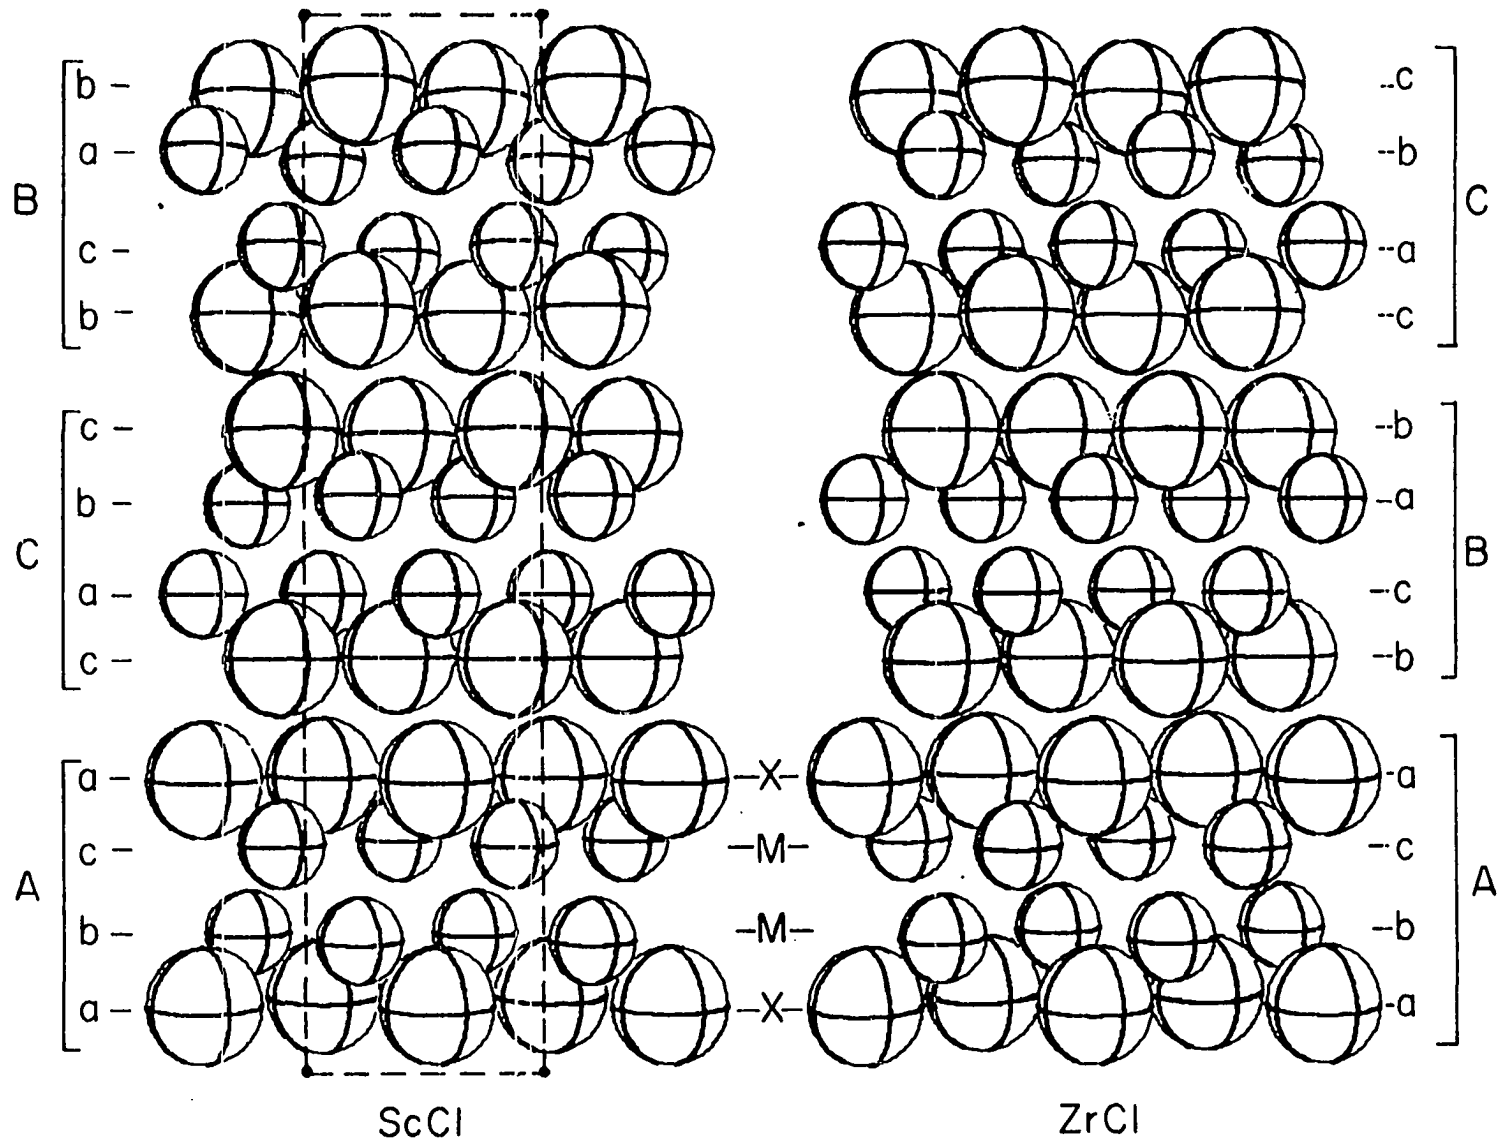 b – -- c
a – -- b
B C
c – -- a
b – -- c
c – -- b
b – -- a
C B
a – -- c
c – -- b
a – –X– - a
c – –M– - c
A A
b – –M– – b
a – –X– - a
ScCl ZrCl